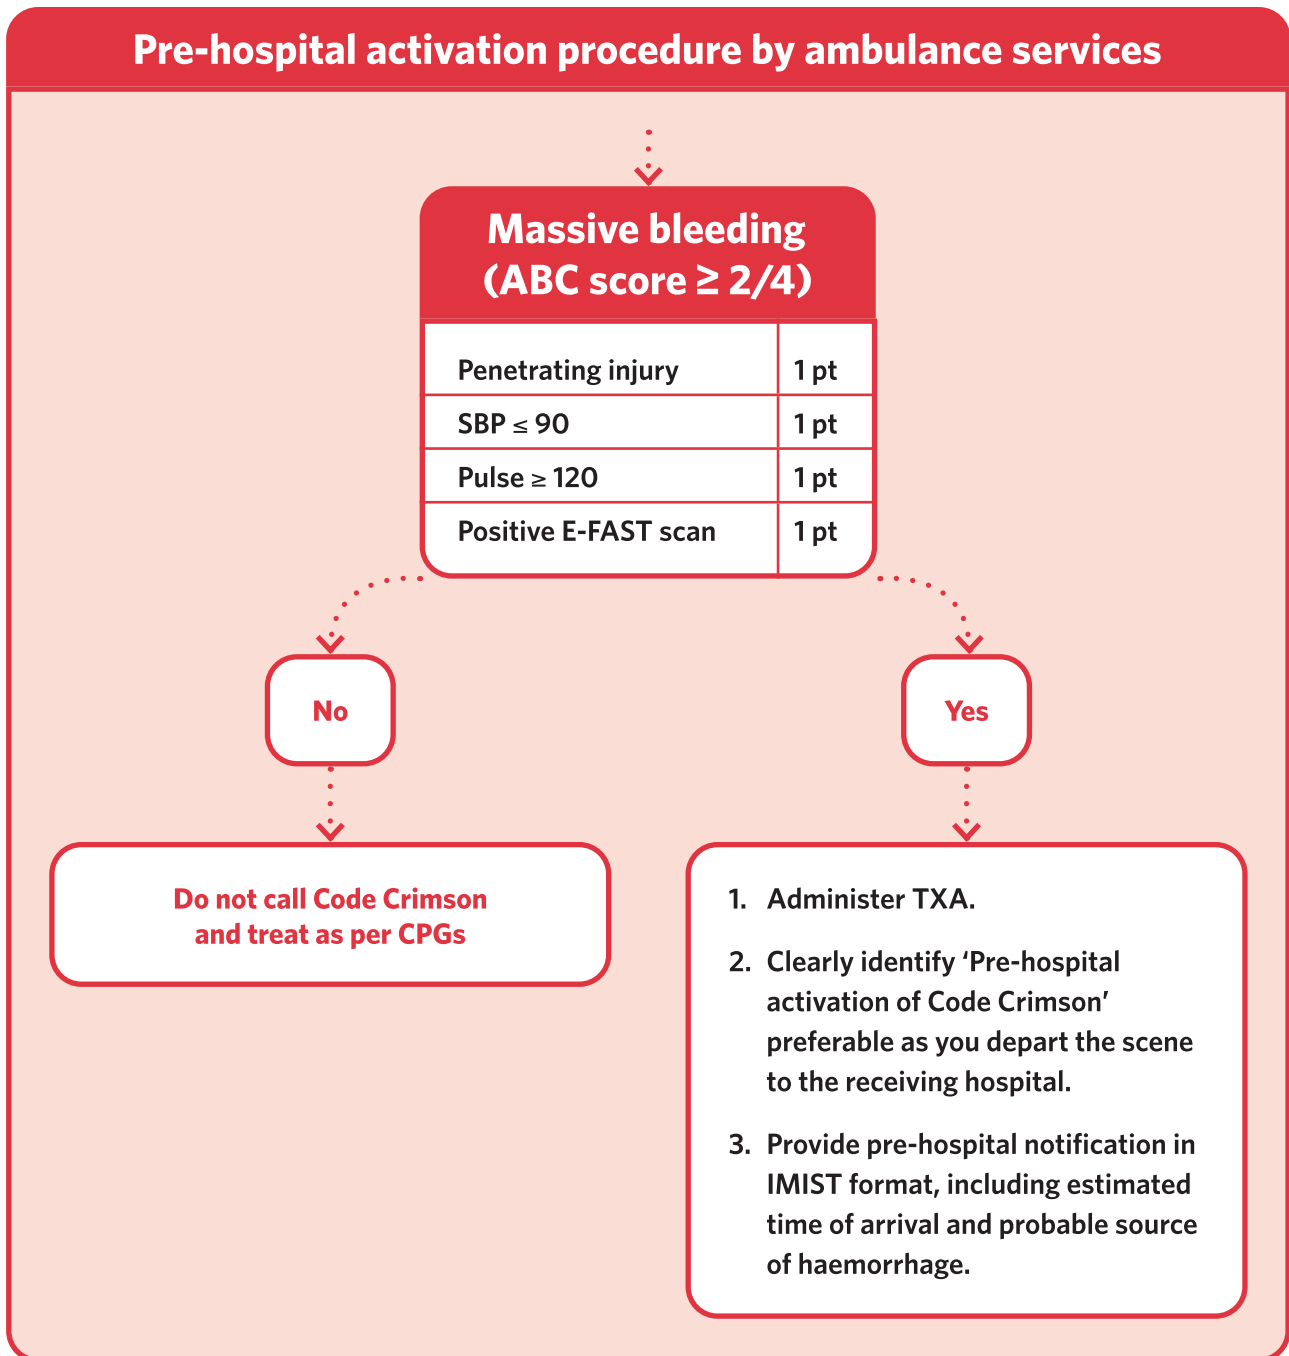 Pre-hospital activation procedure by ambulance services
Massive bleeding
(ABC score ≥ 2/4)
Penetrating injury 1 pt
SBP ≤ 90 1 pt
Pulse ≥ 120 1 pt
Positive E-FAST scan 1 pt
No
Yes
Do not call Code Crimson
and treat as per CPGs
1. Administer TXA.
2. Clearly identify ‘Pre-hospital
activation of Code Crimson’
preferable as you depart the scene
to the receiving hospital.
3. Provide pre-hospital notification in
IMIST format, including estimated
time of arrival and probable source
of haemorrhage.